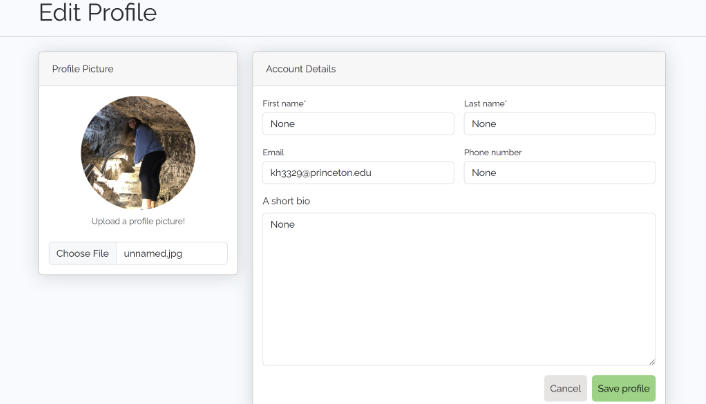 Edit Profile
Profile Picture
Upload a profile picture!
Choose File unnamed.jpg
Account Details
First name* Last name*
None None
Email Phone number
kh3329@princeton.edu None
A short bio
None
Cancel Save profile